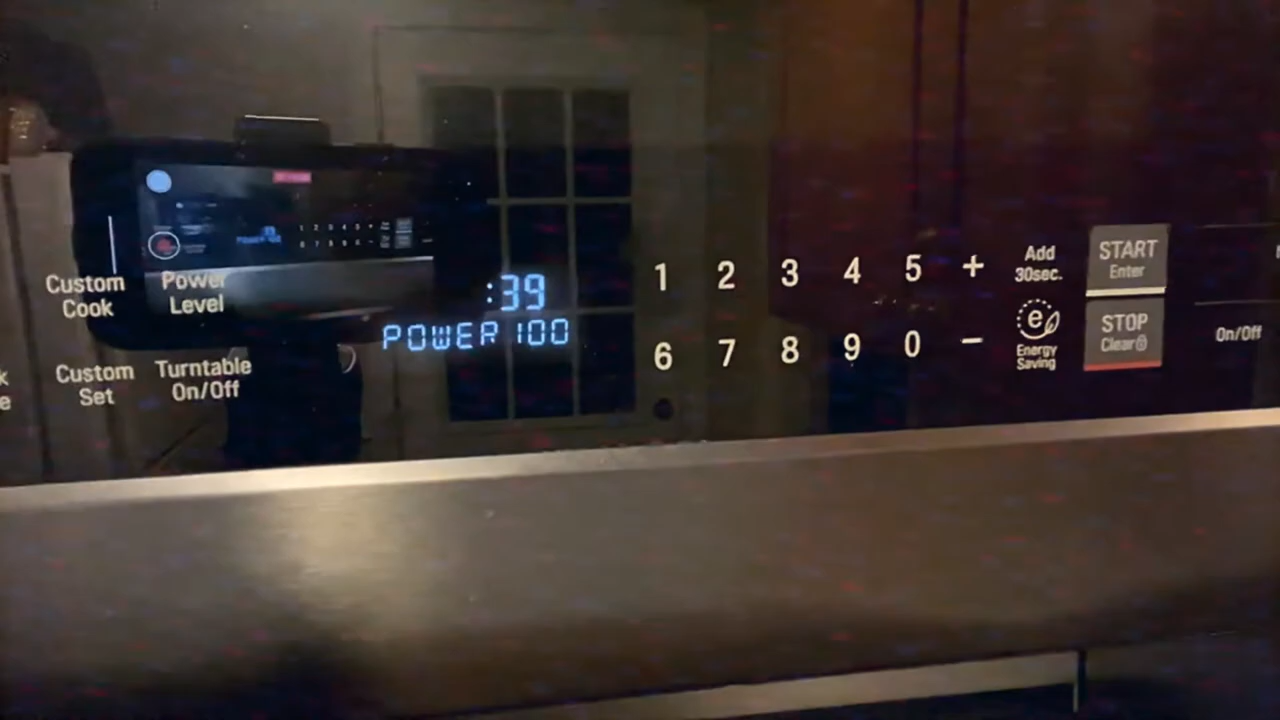 Custom
Cook
Power
Level
:39
POWER 100
1 2 3 4 5 +
Add
30sec.
START
Enter
Custom
Set
Turntable
On/Off
6 7 8 9 0 -
e
Energy
Saving
STOP
Clear
On/Off
k
e